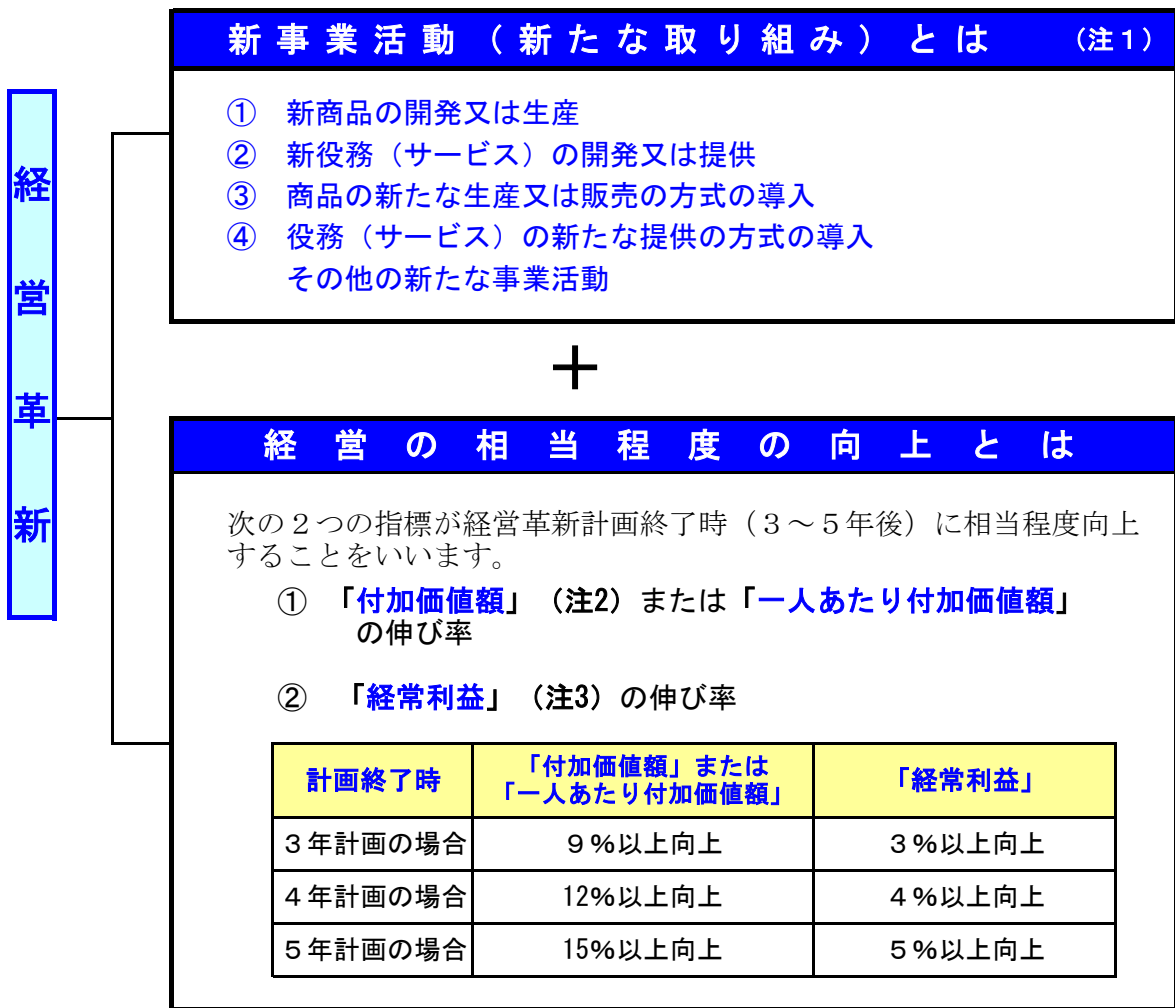 経営革新
新事業活動(新たな取り組み)とは (注1)
① 新商品の開発又は生産
② 新役務(サービス)の開発又は提供
③ 商品の新たな生産又は販売の方式の導入
④ 役務(サービス)の新たな提供の方式の導入
その他の新たな事業活動
+
経営の相当程度の向上とは
次の2つの指標が経営革新計画終了時(3~5年後)に相当程度向上
することをいいます。
① 「付加価値額」(注2)または「一人あたり付加価値額」
の伸び率
② 「経常利益」(注3)の伸び率
計画終了時 「付加価値額」または 「経常利益」
「一人あたり付加価値額」
3年計画の場合 9%以上向上 3%以上向上
4年計画の場合 12%以上向上 4%以上向上
5年計画の場合 15%以上向上 5%以上向上